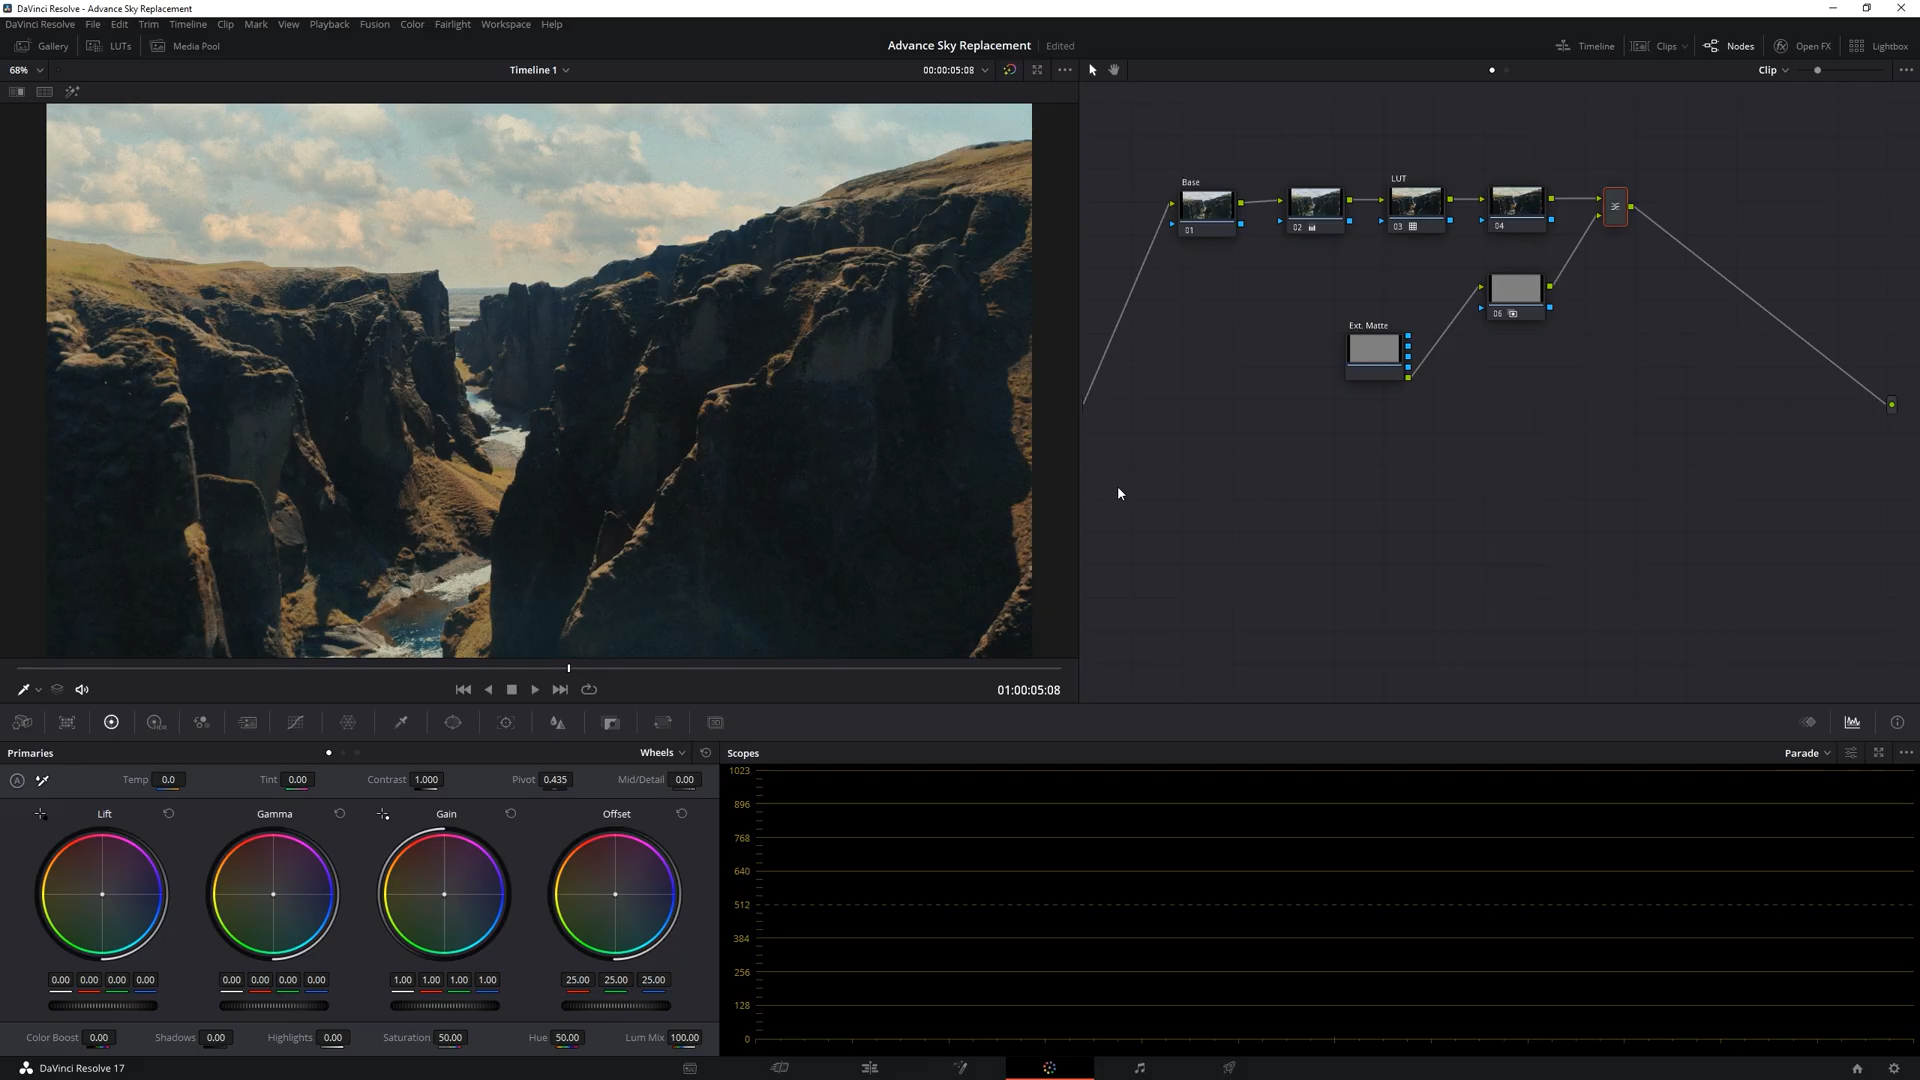 DaVinci Resolve - Advance Sky Replacement
DaVinci Resolve File Edit Trim Timeline Clip Mark View Playback Fusion Color Fairlight Workspace Help
Gallery LUTs Media Pool Advance Sky Replacement Edited Timeline Clips Nodes Open FX Lightbox
68% Timeline 1 00:00:05:08 Clip
Base LUT
01 02 03 04
06
Ext. Matte
01:00:05:08
HDR 3D
Primaries Wheels Scopes Parade
A Temp 0.0 Tint 0.00 Contrast 1.000 Pivot 0.435 Mid/Detail 0.00
Lift Gamma Gain Offset
0.00 0.00 0.00 0.00 0.00 0.00 0.00 0.00 1.00 1.00 1.00 1.00 25.00 25.00 25.00
Color Boost 0.00 Shadows 0.00 Highlights 0.00 Saturation 50.00 Hue 50.00 Lum Mix 100.00
1023
896
768
640
512
384
256
128
0
DaVinci Resolve 17